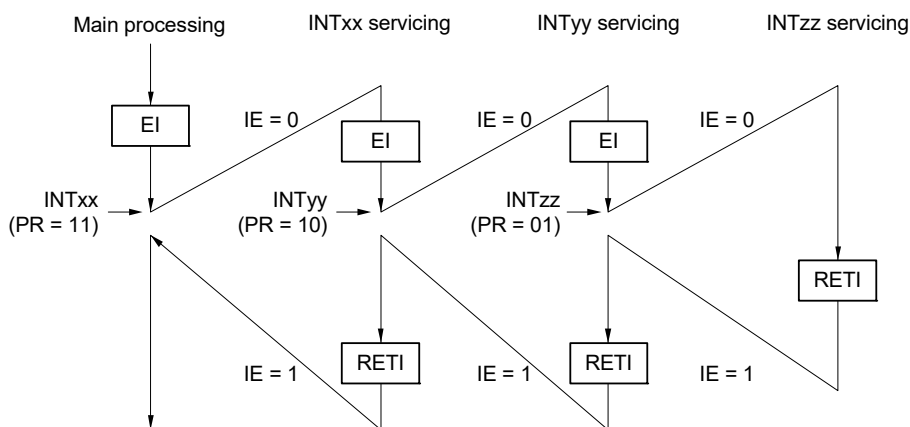 Main processing
INTxx servicing
INTyy servicing
INTzz servicing
EI
IE = 0
EI
IE = 0
EI
IE = 0
INTxx
(PR = 11)
INTyy
(PR = 10)
INTzz
(PR = 01)
RETI
IE = 1
RETI
IE = 1
RETI
IE = 1